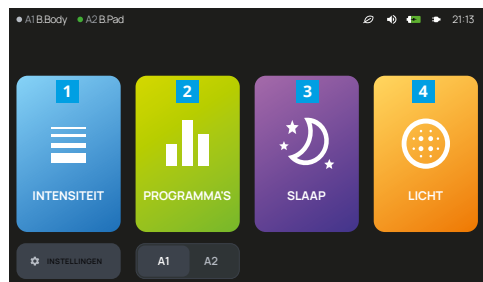 A1 B.Body A2 B.Pad 21:13
1 2 3 4
INTENSITEIT PROGRAMMA'S SLAAP LICHT
INSTELLINGEN A1 A2